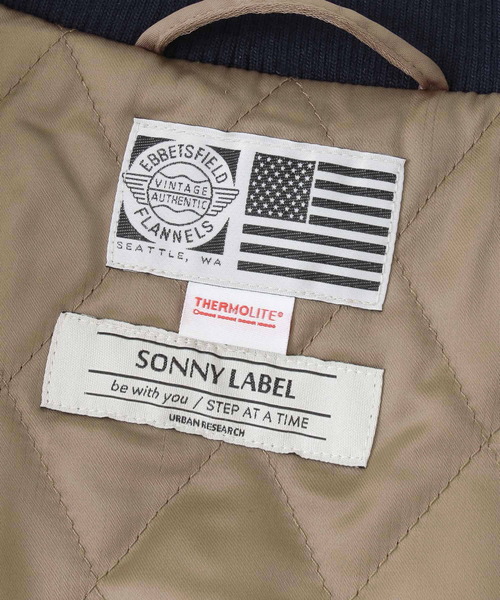 EBBETSFIELD
VINTAGE
AUTHENTIC
FLANNELS
SEATTLE, WA
THERMOLITE®
SONNY LABEL
be with you / STEP AT A TIME
URBAN RESEARCH